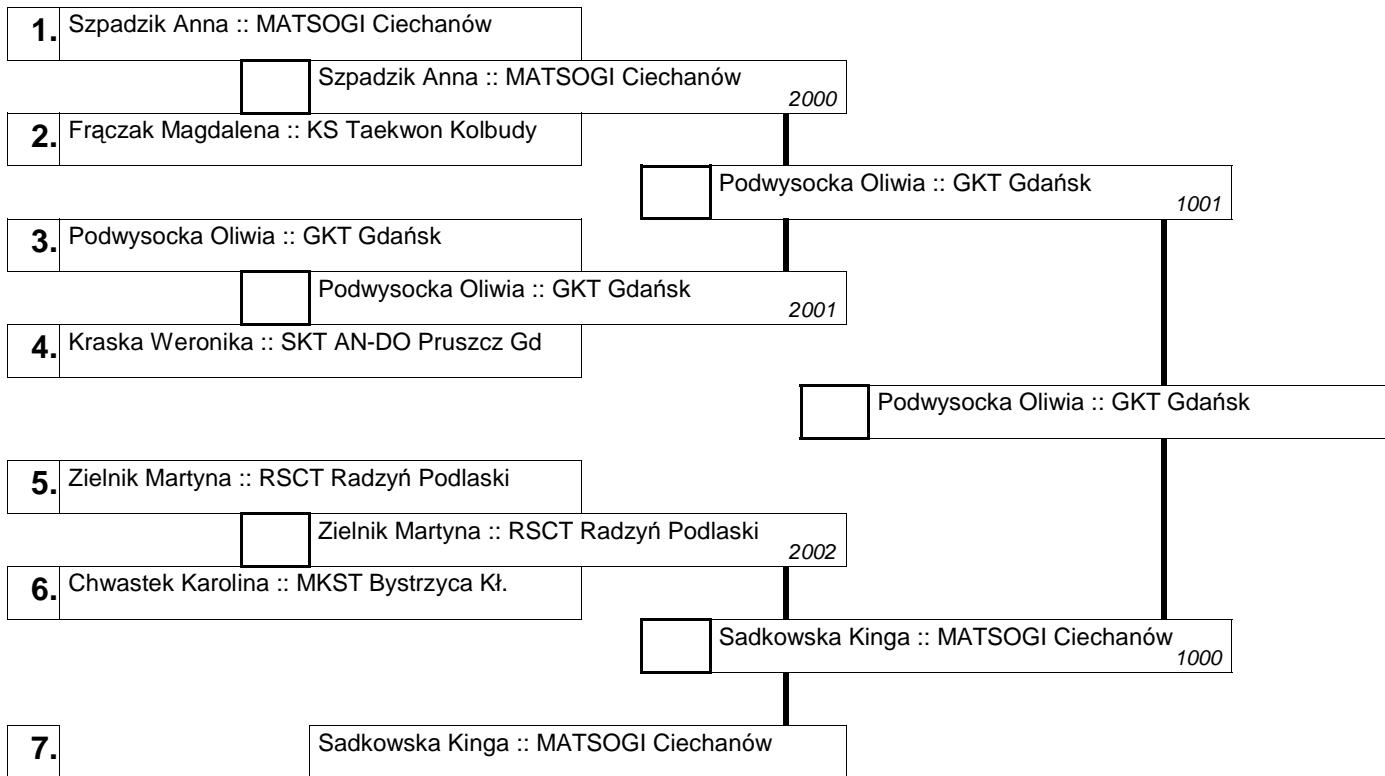 1. Szpadzik Anna :: MATSOGI Ciechanów
Szpadzik Anna :: MATSOGI Ciechanów
2000
2. Frączak Magdalena :: KS Taekwon Kolbudy
Podwysocka Oliwia :: GKT Gdańsk
1001
3. Podwysocka Oliwia :: GKT Gdańsk
Podwysocka Oliwia :: GKT Gdańsk
2001
4. Kraska Weronika :: SKT AN-DO Pruszcz Gd
Podwysocka Oliwia :: GKT Gdańsk
5. Zielnik Martyna :: RSCT Radzyń Podlaski
Zielnik Martyna :: RSCT Radzyń Podlaski
2002
6. Chwastek Karolina :: MKST Bystrzyca Kł.
Sadkowska Kinga :: MATSOGI Ciechanów
1000
7. Sadkowska Kinga :: MATSOGI Ciechanów